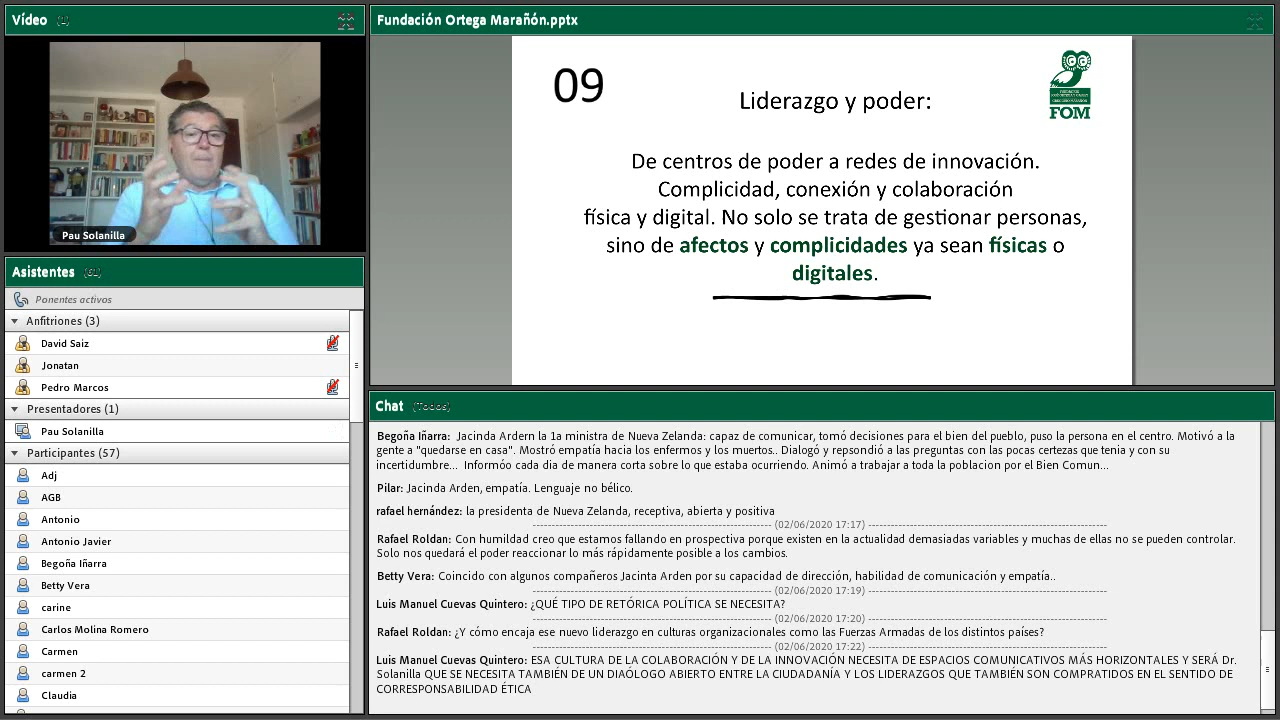 Vídeo (1)
Pau Solanilla
Asistentes (61)
Ponentes activos
Anfitriones (3)
David Saiz
Jonatan
Pedro Marcos
Presentadores (1)
Pau Solanilla
Participantes (57)
Adj
AGB
Antonio
Antonio Javier
Begoña Iñarra
Betty Vera
carine
Carlos Molina Romero
Carmen
carmen 2
Claudia
Fundación Ortega Marañón.pptx
09
FOM
Liderazgo y poder:
De centros de poder a redes de innovación.
Complicidad, conexión y colaboración
física y digital. No solo se trata de gestionar personas,
sino de afectos y complicidades ya sean físicas o
digitales.
Chat (Todos)
Begoña Iñarra: Jacinda Ardern la 1a ministra de Nueva Zelanda: capaz de comunicar, tomó decisiones para el bien del pueblo, puso la persona en el centro. Motivó a la
gente a "quedarse en casa". Mostró empatía hacia los enfermos y los muertos.. Dialogó y repsondió a las preguntas con las pocas certezas que tenia y con su
incertidumbre... Informóo cada dia de manera corta sobre lo que estaba ocurriendo. Animó a trabajar a toda la poblacion por el Bien Comun...
Pilar: Jacinda Arden, empatía. Lenguaje no bélico.
rafael hernández: la presidenta de Nueva Zelanda, receptiva, abierta y positiva
(02/06/2020 17:17)
Rafael Roldan: Con humildad creo que estamos fallando en prospectiva porque existen en la actualidad demasiadas variables y muchas de ellas no se pueden controlar.
Solo nos quedará el poder reaccionar lo más rápidamente posible a los cambios.
Betty Vera: Coincido con algunos compañeros Jacinta Arden por su capacidad de dirección, habilidad de comunicación y empatía..
(02/06/2020 17:19)
Luis Manuel Cuevas Quintero: ¿QUÉ TIPO DE RETÓRICA POLÍTICA SE NECESITA?
(02/06/2020 17:20)
Rafael Roldan: ¿Y cómo encaja ese nuevo liderazgo en culturas organizacionales como las Fuerzas Armadas de los distintos países?
(02/06/2020 17:22)
Luis Manuel Cuevas Quintero: ESA CULTURA DE LA COLABORACIÓN Y DE LA INNOVACIÓN NECESITA DE ESPACIOS COMUNICATIVOS MÁS HORIZONTALES Y SERÁ Dr.
Solanilla QUE SE NECESITA TAMBIÉN DE UN DIAÓLOGO ABIERTO ENTRE LA CIUDADANÍA Y LOS LIDERAZGOS QUE TAMBIÉN SON COMPRATIDOS EN EL SENTIDO DE
CORRESPONSABILIDAD ÉTICA